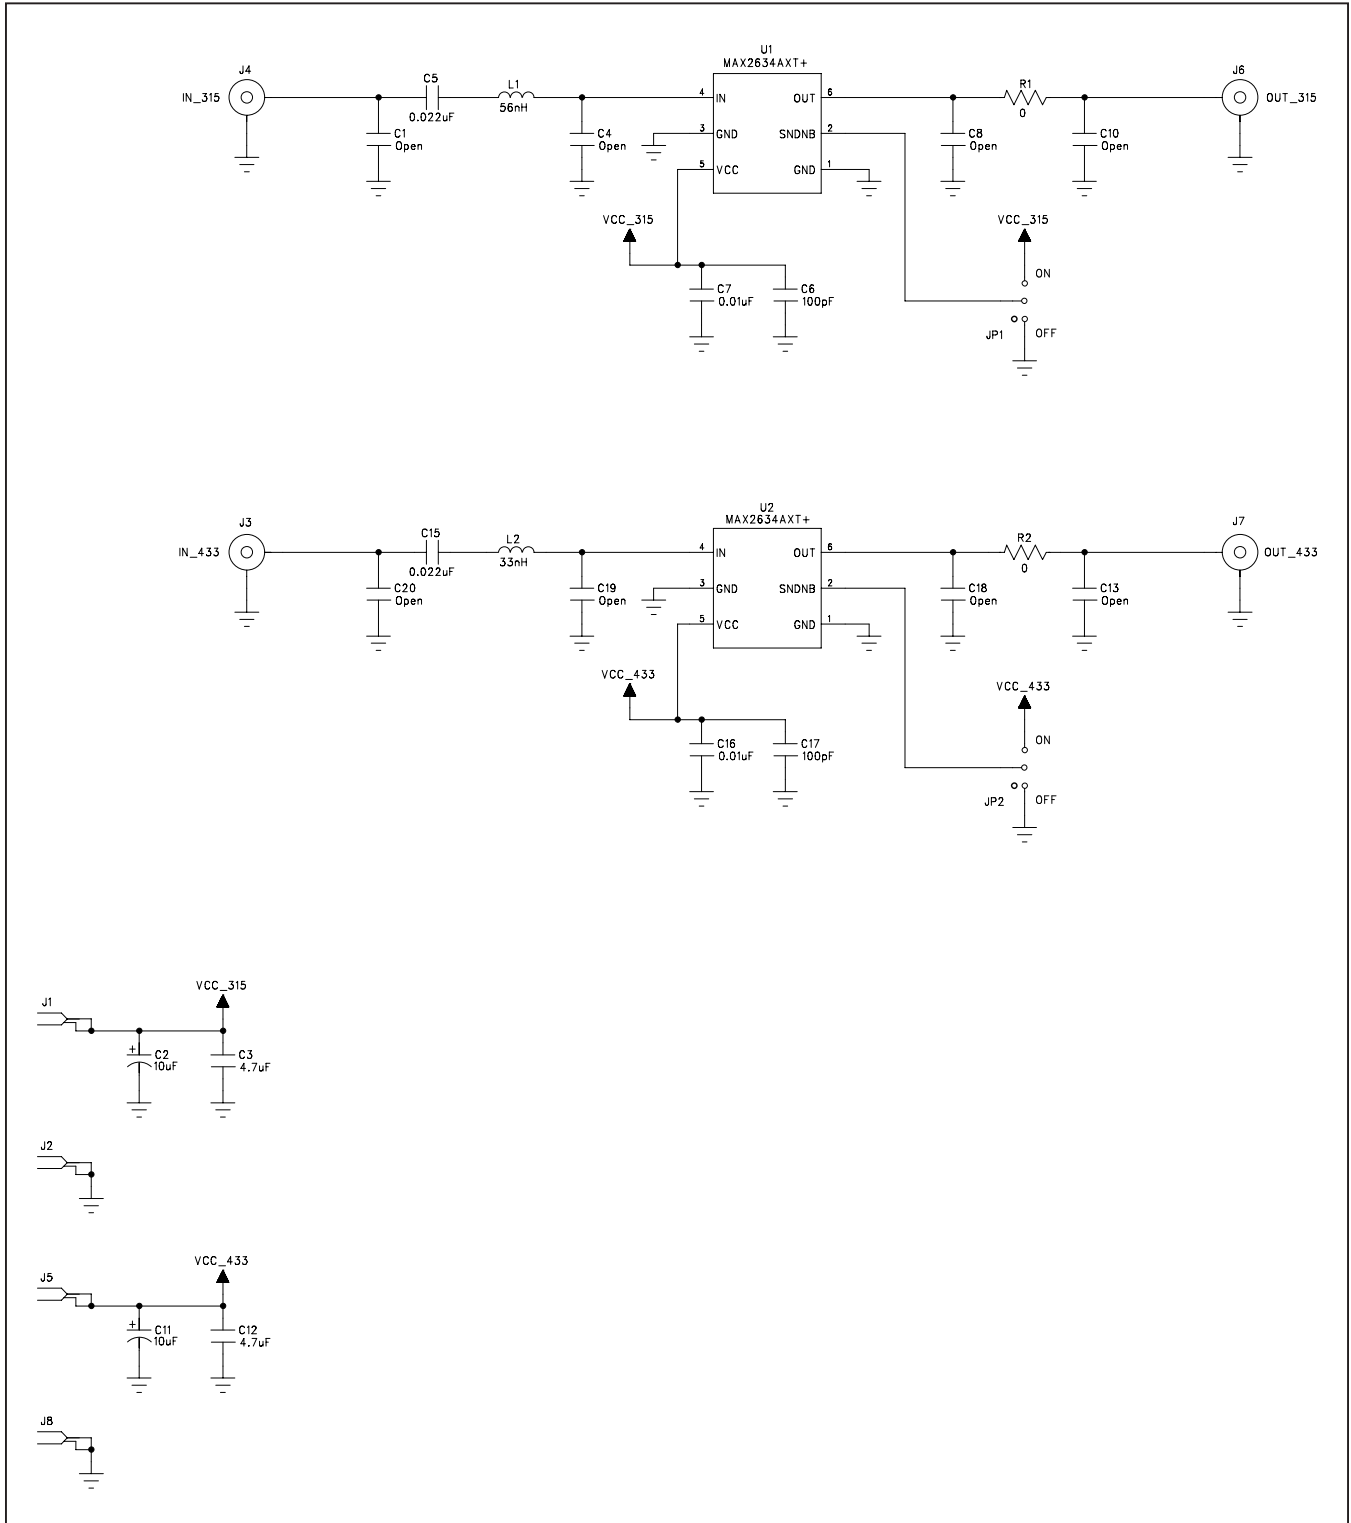 U1
MAX2634AXT+
J4
IN_315
C5
0.022uF
L1
56nH
C1
Open
C4
Open
4
IN
3
GND
5
VCC
OUT
6
SNDNB
2
GND
1
R1
0
C8
Open
C10
Open
J6
OUT_315
VCC_315
C7
0.01uF
C6
100pF
VCC_315
ON
JP1
OFF
U2
MAX2634AXT+
J3
IN_433
C15
0.022uF
L2
33nH
C20
Open
C19
Open
4
IN
3
GND
5
VCC
OUT
6
SNDNB
2
GND
1
R2
0
C18
Open
C13
Open
J7
OUT_433
VCC_433
C16
0.01uF
C17
100pF
VCC_433
ON
JP2
OFF
VCC_315
J1
+
C2
10uF
C3
4.7uF
J2
VCC_433
J5
+
C11
10uF
C12
4.7uF
J8